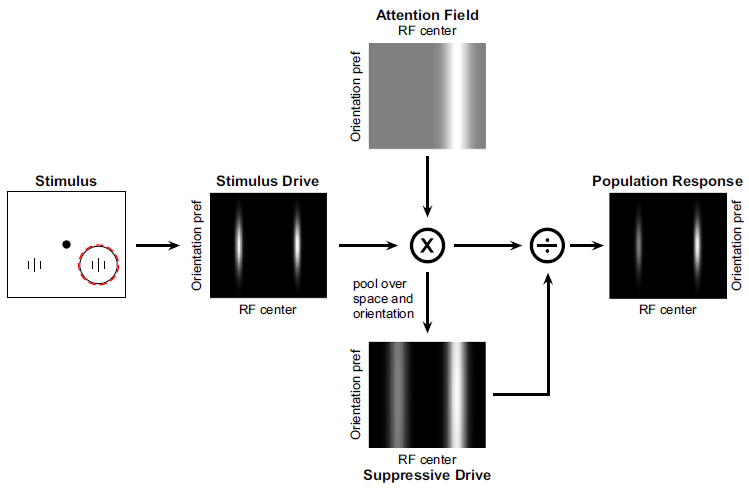 Attention Field
RF center
Orientation pref
Stimulus
Stimulus Drive
Orientation pref
RF center
X
÷
pool over
space and
orientation
Population Response
Orientation pref
RF center
Orientation pref
RF center
Suppressive Drive